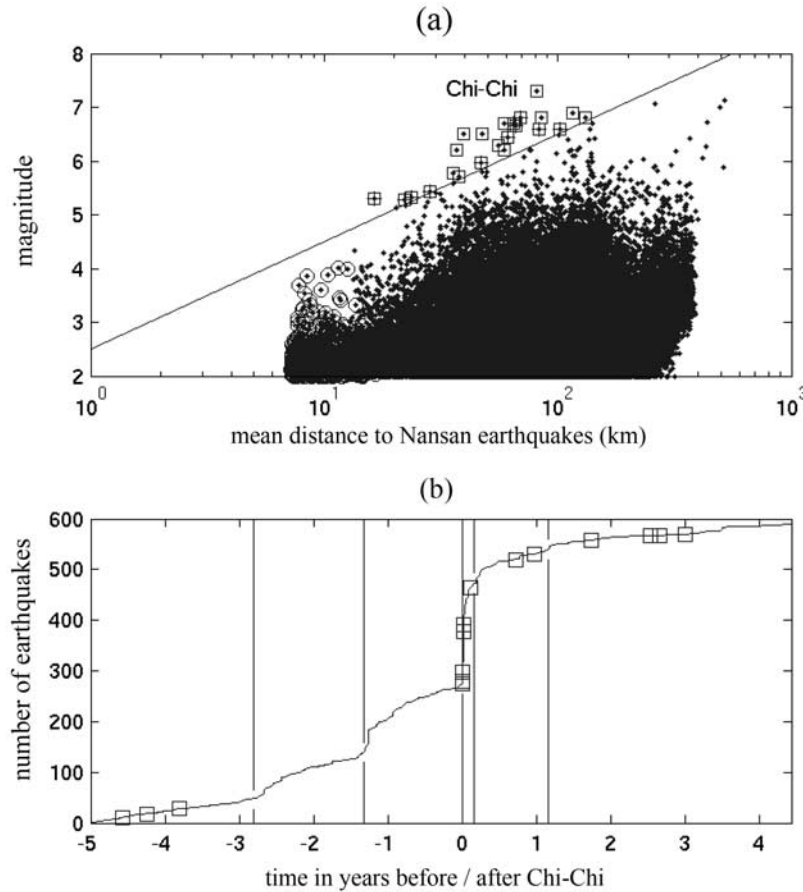 (a)
8
7
6
5
4
3
2
magnitude
Chi-Chi
10^0
10^1
10^2
10^3
mean distance to Nansan earthquakes (km)
(b)
600
500
400
300
200
100
0
number of earthquakes
-5 -4 -3 -2 -1 0 1 2 3 4
time in years before / after Chi-Chi